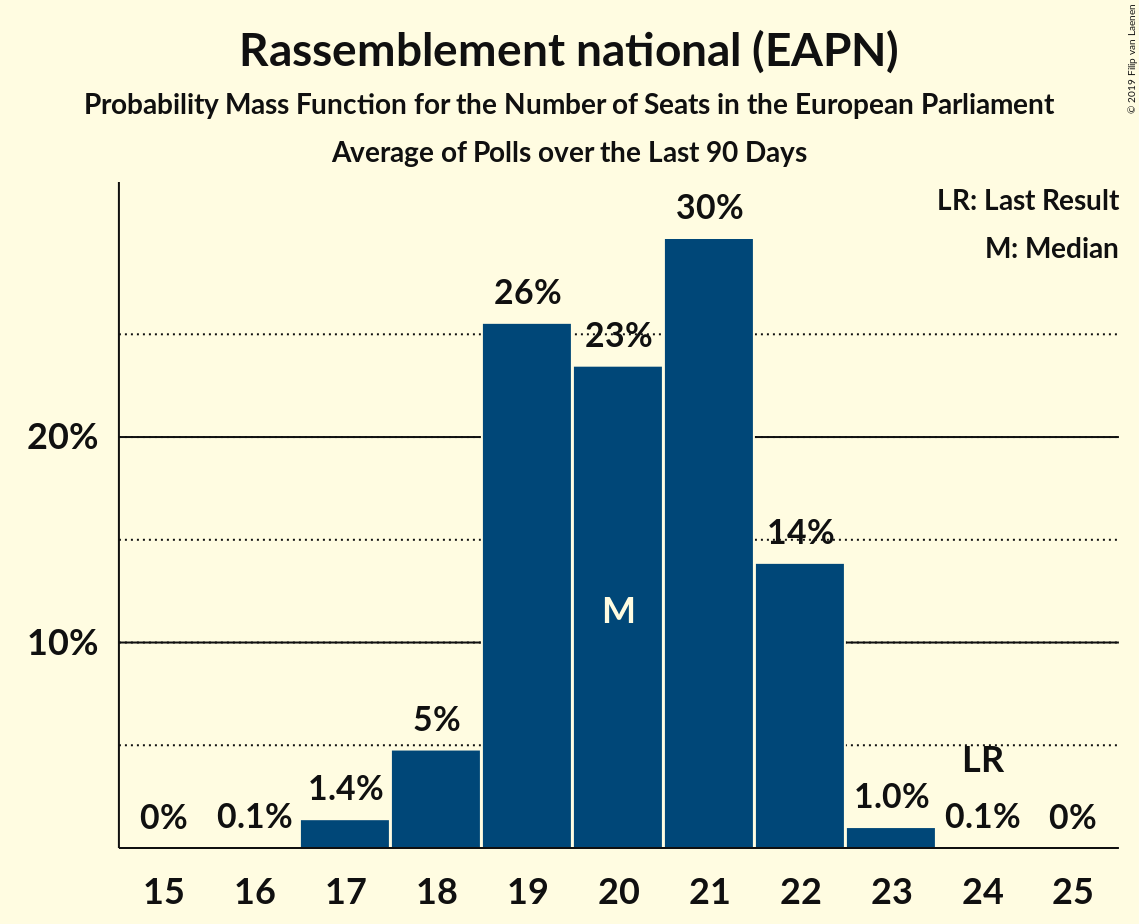 Rassemblement national (EAPN)
Probability Mass Function for the Number of Seats in the European Parliament
Average of Polls over the Last 90 Days
© 2019 Filip van Laenen
LR: Last Result
M: Median
30%
26%
23%
20%
14%
M
10%
5%
LR
1.4%
1.0%
0% 0.1% 0.1% 0%
15 16 17 18 19 20 21 22 23 24 25